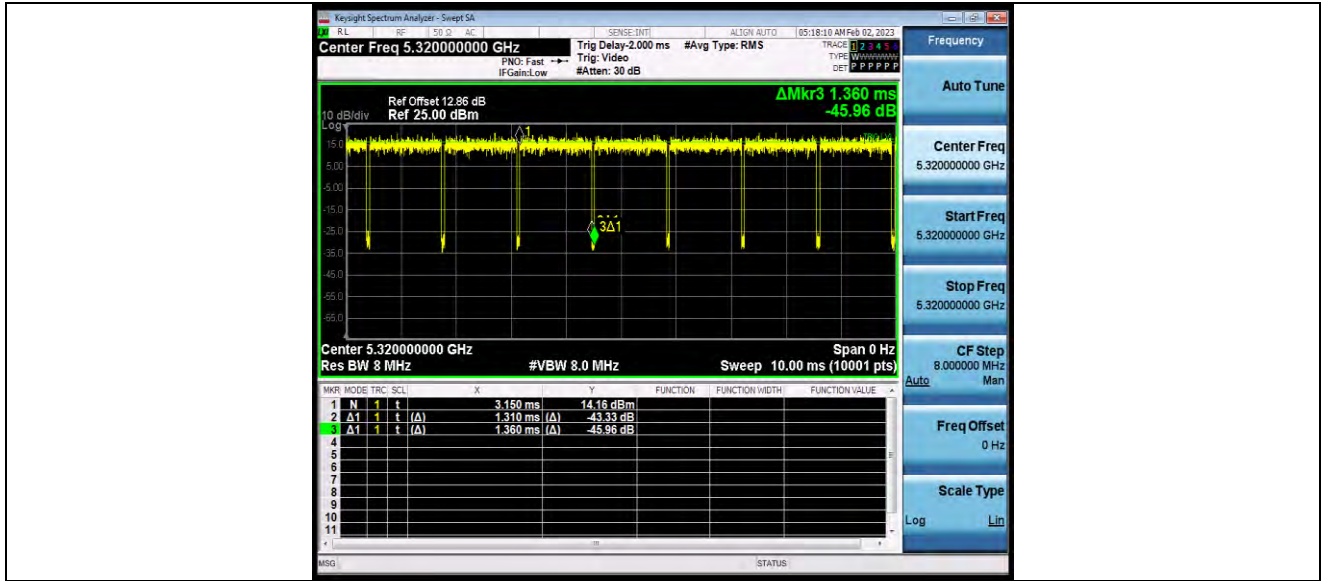 Keysight Spectrum Analyzer - Swept SA
RL RF 50 Ω AC SENSE:INT ALIGN AUTO 05:18:10 AM Feb 02, 2023
Center Freq 5.320000000 GHz
PNO: Fast
IFGain:Low
Trig Delay-2.000 ms
Trig: Video
#Atten: 30 dB
#Avg Type: RMS
TRACE 1 2 3 4 5 6
TYPE WWWWWW
DET P P P P P P
ΔMkr3 1.360 ms
-45.96 dB
Ref Offset 12.86 dB
10 dB/div Ref 25.00 dBm
Log
15.0
5.00
-5.00
-15.0
-25.0
-35.0
-45.0
-55.0
-65.0
1
3Δ1
Center 5.320000000 GHz Span 0 Hz
Res BW 8 MHz #VBW 8.0 MHz Sweep 10.00 ms (10001 pts)
MKR MODE TRC SCL X Y FUNCTION FUNCTION WIDTH FUNCTION VALUE
1 N 1 t 3.150 ms 14.16 dBm
2 Δ1 1 t (Δ) 1.310 ms (Δ) -43.33 dB
3 Δ1 1 t (Δ) 1.360 ms (Δ) -45.96 dB
4
5
6
7
8
9
10
11
MSG STATUS
Frequency
Auto Tune
Center Freq
5.320000000 GHz
Start Freq
5.320000000 GHz
Stop Freq
5.320000000 GHz
CF Step
8.000000 MHz
Auto Man
Freq Offset
0 Hz
Scale Type
Log Lin